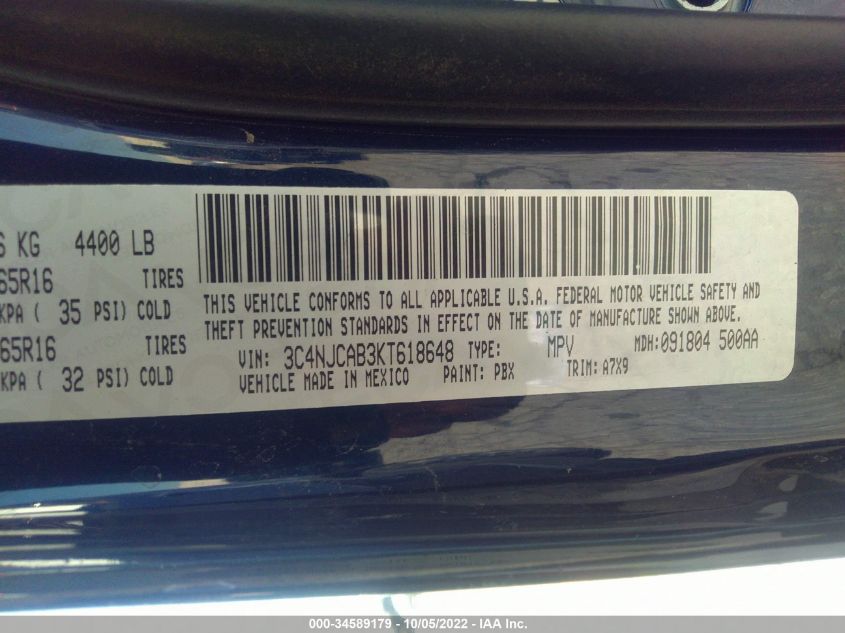 6 KG 4400 LB
65R16 TIRES
KPA ( 35 PSI) COLD
65R16 TIRES
KPA ( 32 PSI) COLD
THIS VEHICLE CONFORMS TO ALL APPLICABLE U.S.A. FEDERAL MOTOR VEHICLE SAFETY AND
THEFT PREVENTION STANDARDS IN EFFECT ON THE DATE OF MANUFACTURE SHOWN ABOVE.
VIN: 3C4NJCAB3KT618648 TYPE: MPV MDH: 091804 500AA
VEHICLE MADE IN MEXICO PAINT: PBX TRIM: A7X9
000-34589179 - 10/05/2022 - IAA Inc.